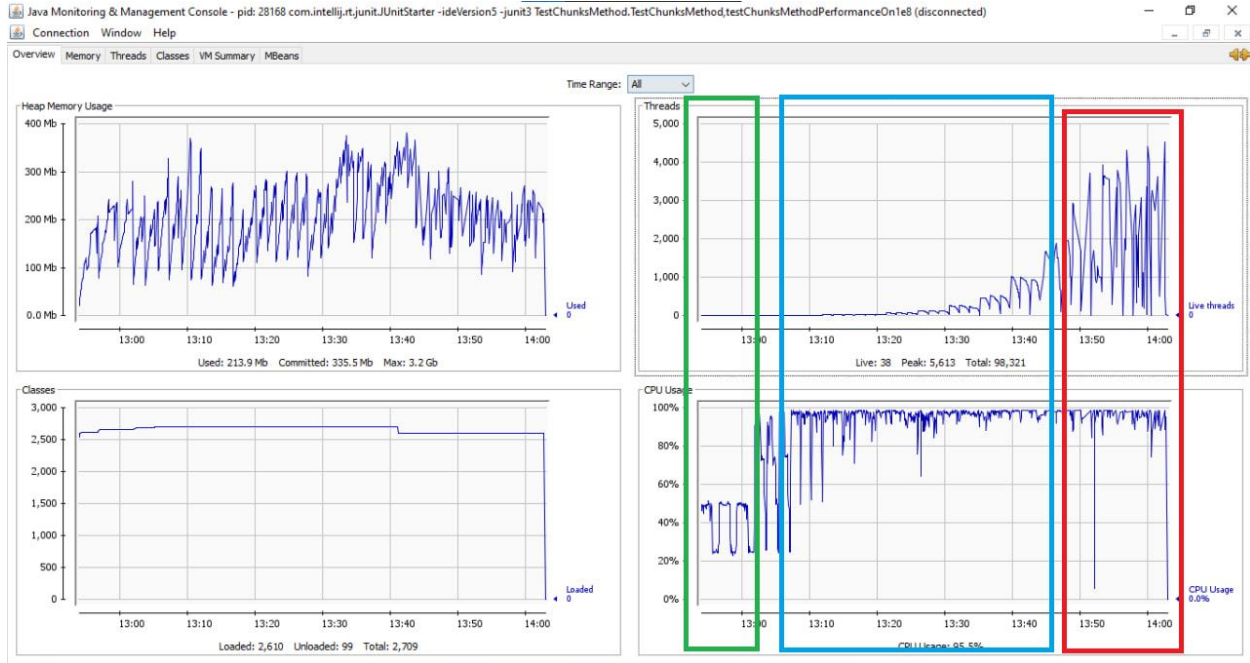 Java Monitoring & Management Console - pid: 28168 com.intellij.rt.junit.JUnitStarter -ideVersion5 -junit3 TestChunksMethod.TestChunksMethod,testChunksMethodPerformanceOn1e8 (disconnected)
Connection Window Help
Overview Memory Threads Classes VM Summary MBeans
Time Range: All
Heap Memory Usage
400 Mb
300 Mb
200 Mb
100 Mb
0.0 Mb
Used
0
13:00 13:10 13:20 13:30 13:40 13:50 14:00
Used: 213.9 Mb Committed: 335.5 Mb Max: 3.2 Gb
Threads
5,000
4,000
3,000
2,000
1,000
0
Live threads
0
13:00 13:10 13:20 13:30 13:40 13:50 14:00
Live: 38 Peak: 5,613 Total: 98,321
Classes
3,000
2,500
2,000
1,500
1,000
500
0
Loaded
0
13:00 13:10 13:20 13:30 13:40 13:50 14:00
Loaded: 2,610 Unloaded: 99 Total: 2,709
CPU Usage
100%
80%
60%
40%
20%
0%
CPU Usage
0.0%
13:00 13:10 13:20 13:30 13:40 13:50 14:00
CPU Usage: 95.5%